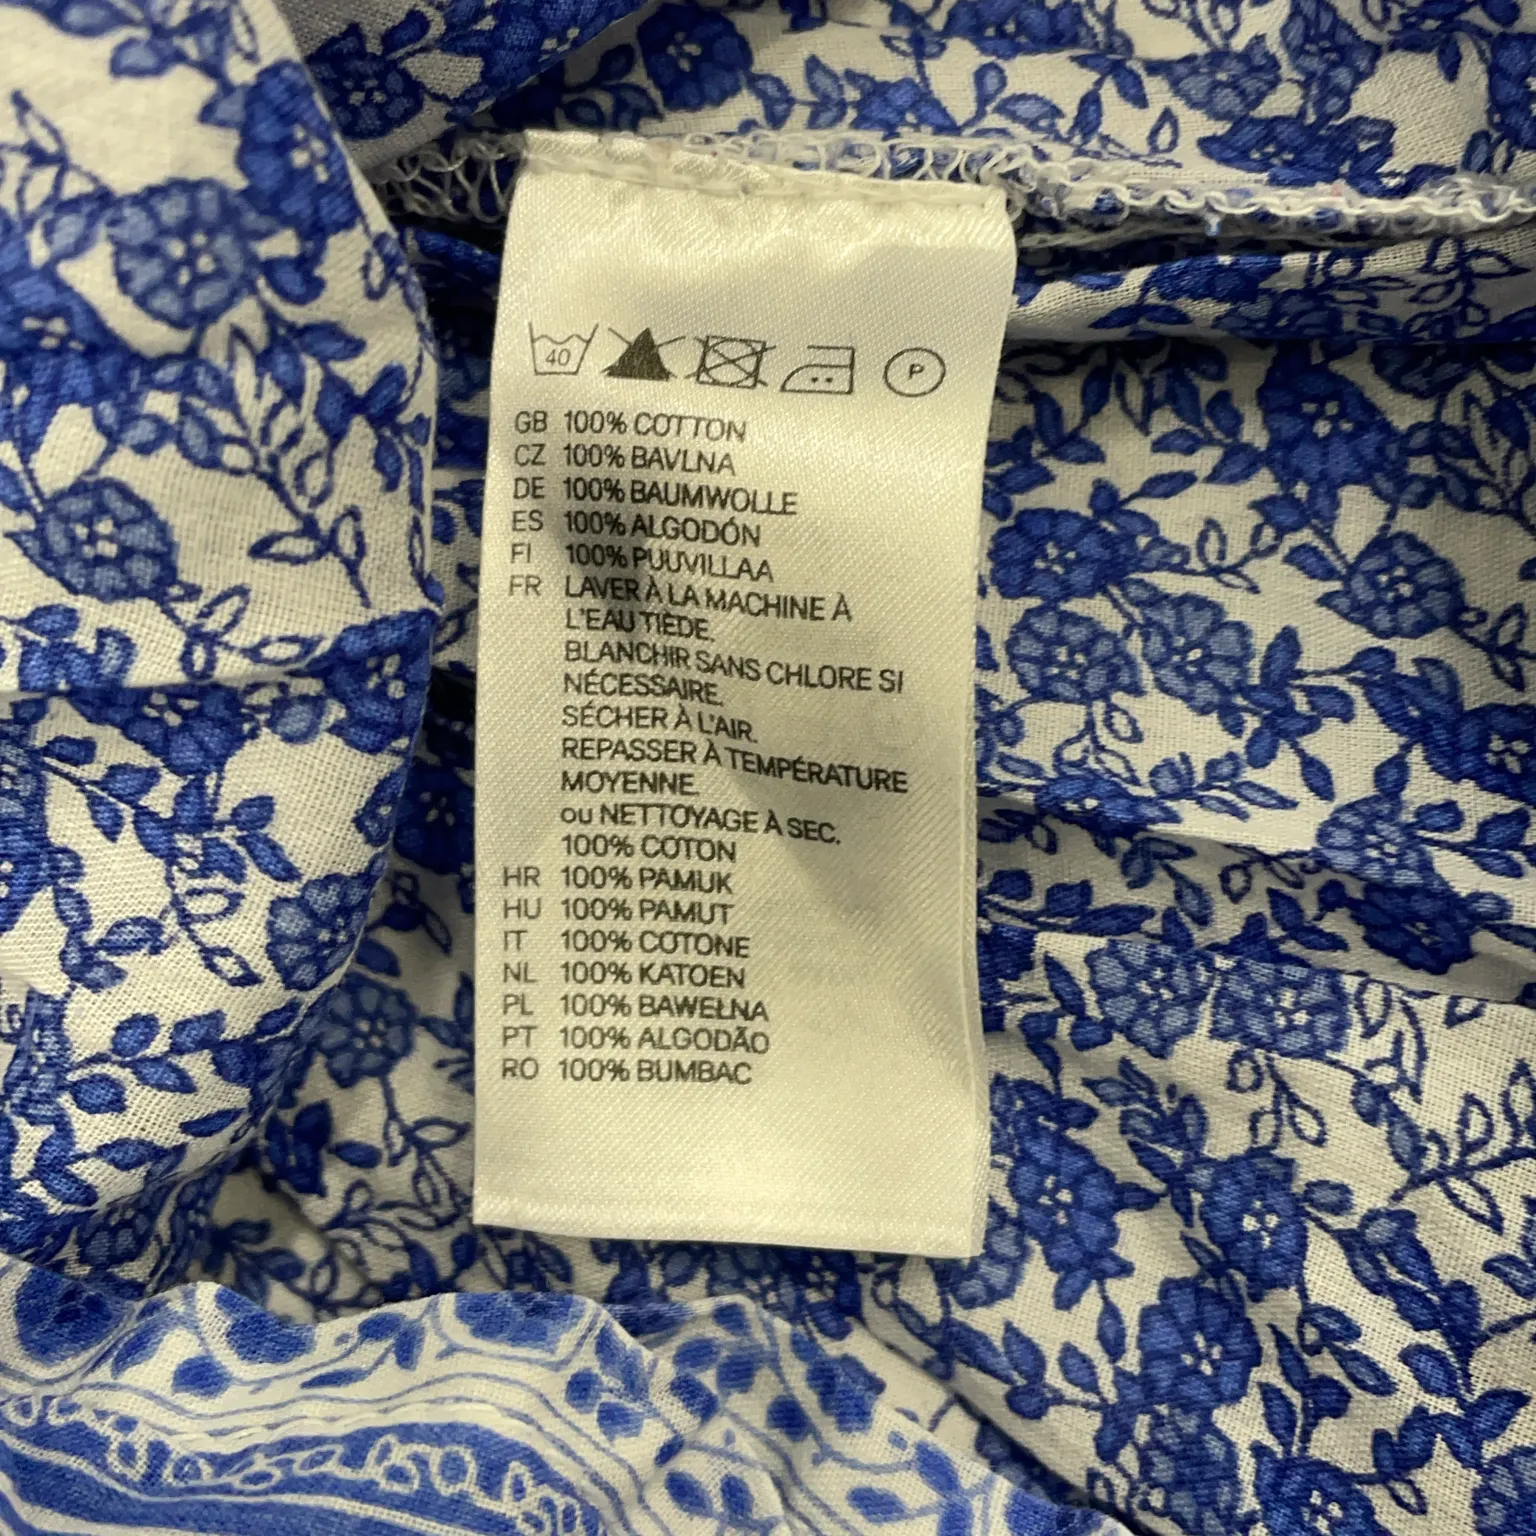 40 P
GB 100% COTTON
CZ 100% BAVLNA
DE 100% BAUMWOLLE
ES 100% ALGODÓN
FI 100% PUUVILLAA
FR LAVER À LA MACHINE À
L'EAU TIÈDE.
BLANCHIR SANS CHLORE SI
NÉCESSAIRE.
SÉCHER À L'AIR.
REPASSER À TEMPÉRATURE
MOYENNE.
ou NETTOYAGE À SEC.
100% COTON
HR 100% PAMUK
HU 100% PAMUT
IT 100% COTONE
NL 100% KATOEN
PL 100% BAWEŁNA
PT 100% ALGODÃO
RO 100% BUMBAC